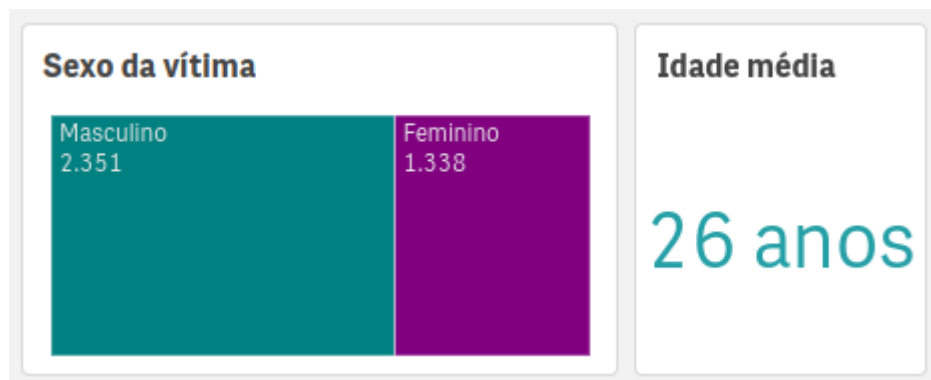 Sexo da vítima
Masculino
2.351
Feminino
1.338
Idade média
26 anos